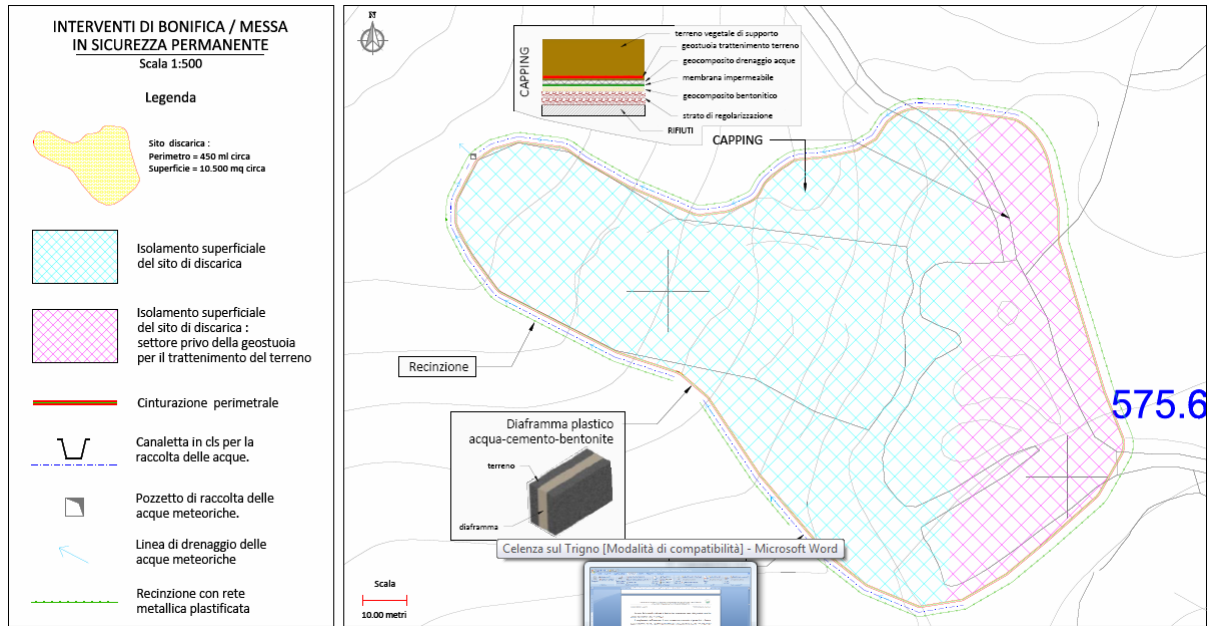 INTERVENTI DI BONIFICA / MESSA
IN SICUREZZA PERMANENTE
Scala 1:500
Legenda
Sito discarica :
Perimetro = 450 ml circa
Superficie = 10.500 mq circa
Isolamento superficiale
del sito di discarica
Isolamento superficiale
del sito di discarica :
settore privo della geostuoia
per il trattenimento del terreno
Cinturazione perimetrale
Canaletta in cls per la
raccolta delle acque.
Pozzetto di raccolta delle
acque meteoriche.
Linea di drenaggio delle
acque meteoriche
Recinzione con rete
metallica plastificata
N
CAPPING
terreno vegetale di supporto
geostuoia trattenimento terreno
geocomposito drenaggio acque
membrana impermeabile
geocomposito bentonitico
strato di regolarizzazione
RIFIUTI
CAPPING
Recinzione
575.6
Diaframma plastico
acqua-cemento-bentonite
terreno
diaframma
Celenza sul Trigno [Modalità di compatibilità] - Microsoft Word
Scala
10.00 metri